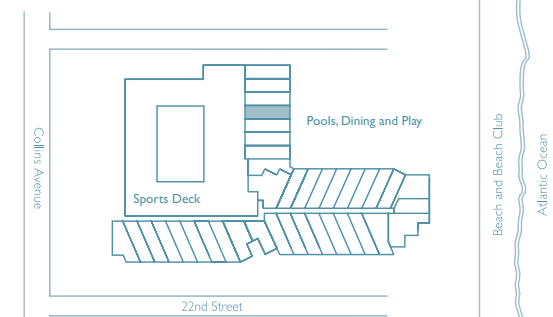 Collins Avenue
Pools, Dining and Play
Sports Deck
Beach and Beach Club
Atlantic Ocean
22nd Street